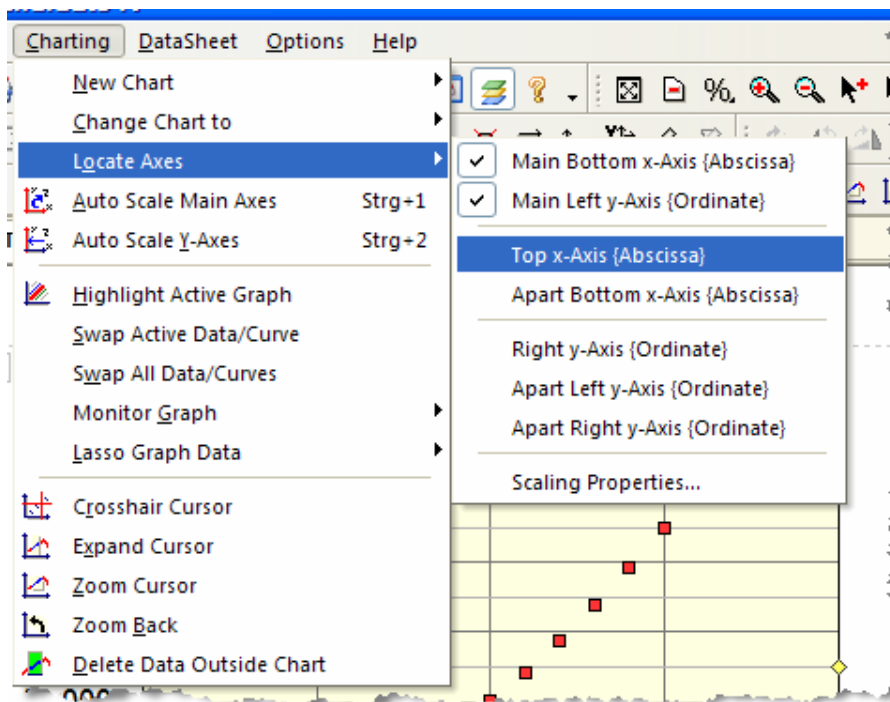 Charting DataSheet Options Help
New Chart
Change Chart to
Locate Axes
Auto Scale Main Axes Strg+1
Auto Scale Y-Axes Strg+2
Highlight Active Graph
Swap Active Data/Curve
Swap All Data/Curves
Monitor Graph
Lasso Graph Data
Crosshair Cursor
Expand Cursor
Zoom Cursor
Zoom Back
Delete Data Outside Chart
Main Bottom x-Axis {Abscissa}
Main Left y-Axis {Ordinate}
Top x-Axis {Abscissa}
Apart Bottom x-Axis {Abscissa}
Right y-Axis {Ordinate}
Apart Left y-Axis {Ordinate}
Apart Right y-Axis {Ordinate}
Scaling Properties...